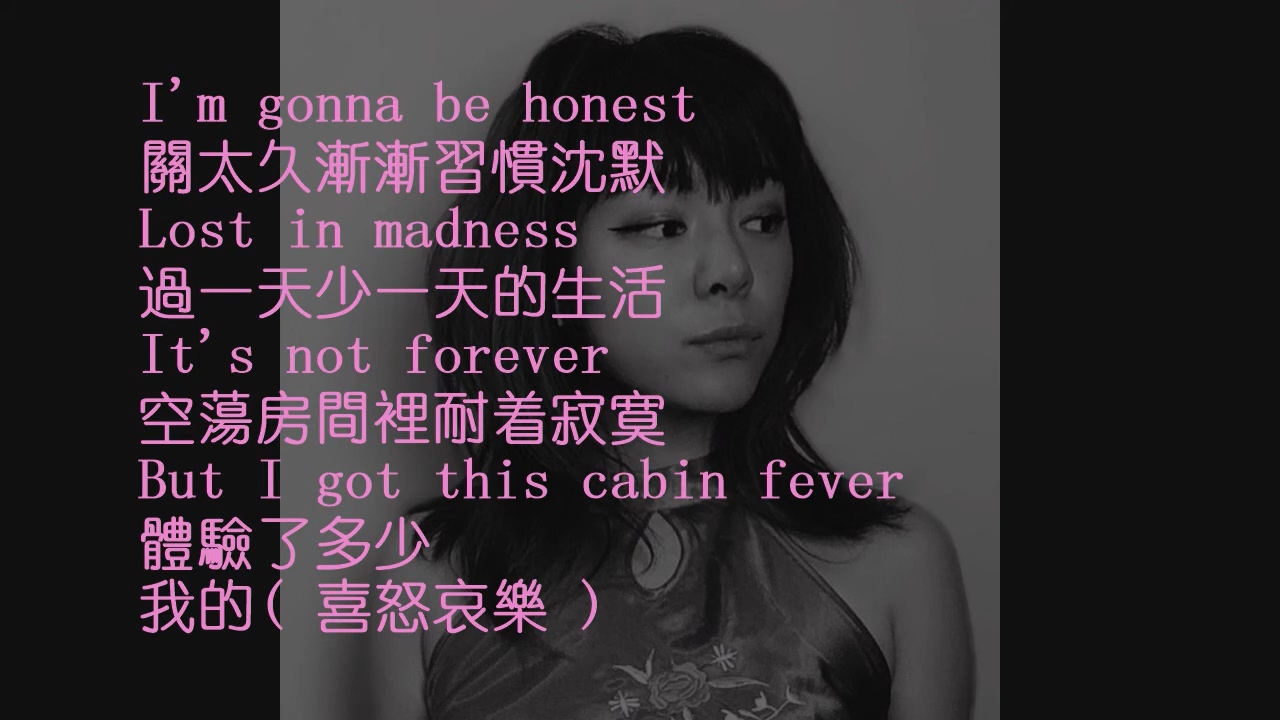 I'm gonna be honest
關太久漸漸習慣沈默
Lost in madness
過一天少一天的生活
It's not forever
空蕩房間裡耐着寂寞
But I got this cabin fever
體驗了多少
我的( 喜怒哀樂 )